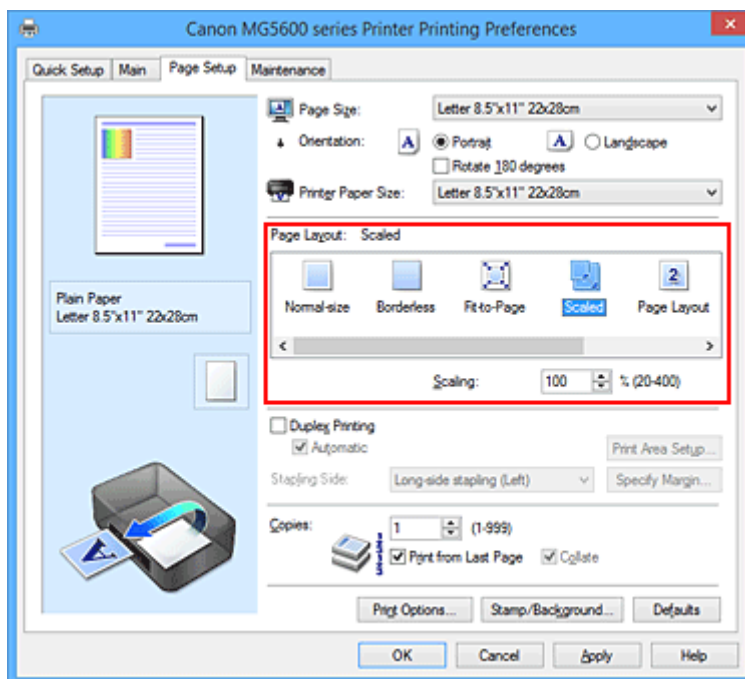 Canon MG5600 series Printer Printing Preferences
Quick Setup Main Page Setup Maintenance
Page Size: Letter 8.5"x11" 22x28cm
Orientation: A Portrait A Landscape
Rotate 180 degrees
Printer Paper Size: Letter 8.5"x11" 22x28cm
Page Layout: Scaled
Normal-size Borderless Fit-to-Page Scaled Page Layout
Scaling: 100 % (20-400)
Plain Paper
Letter 8.5"x11" 22x28cm
Duplex Printing
Automatic Print Area Setup...
Stapling Side: Long-side stapling (Left) Specify Margin...
Copies: 1 (1-999)
Print from Last Page Collate
Print Options... Stamp/Background... Defaults
OK Cancel Apply Help